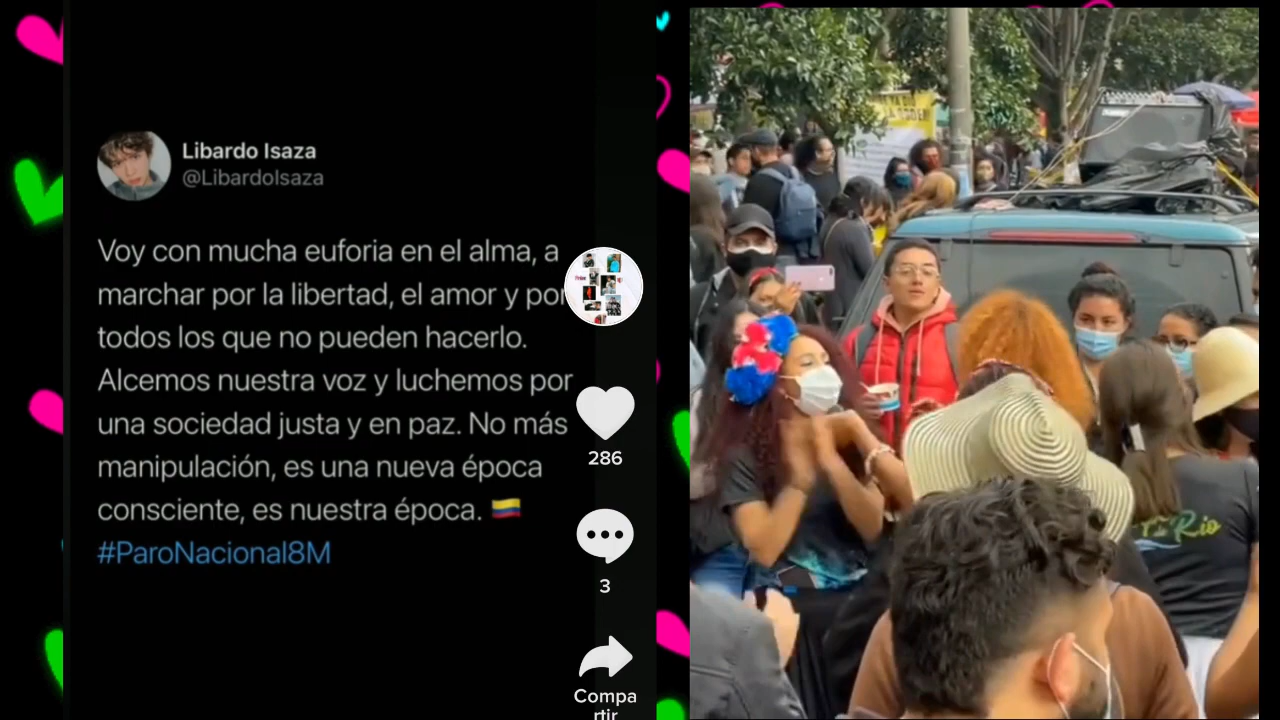 Libardo Isaza
@LibardoIsaza
Voy con mucha euforia en el alma, a
marchar por la libertad, el amor y por
todos los que no pueden hacerlo.
Alcemos nuestra voz y luchemos por
una sociedad justa y en paz. No más
manipulación, es una nueva época
consciente, es nuestra época. 🇨🇴
#ParoNacional8M
286
3
Compa
rtir
Rio